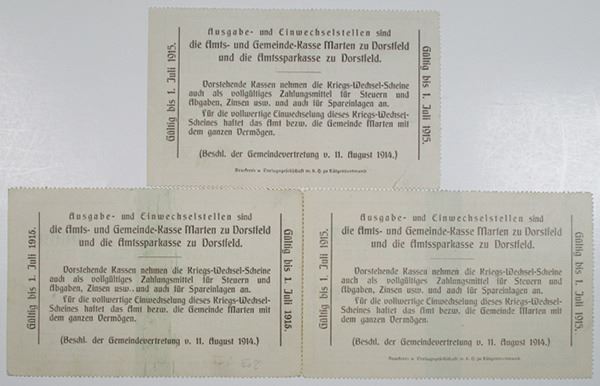 Gültig bis 1. Juli 1915.
Ausgabe- und Einwechselstellen sind
die Amts- und Gemeinde-Kasse Marten zu Dorstfeld
und die Amtssparkasse zu Dorstfeld.
Vorstehende Kassen nehmen die Kriegs-Wechsel-Scheine
auch als vollgültiges Zahlungsmittel für Steuern und
Abgaben, Zinsen usw. und auch für Spareinlagen an.
Für die vollwertige Einwechselung dieses Kriegs-Wechsel-
Scheines haftet das Amt bezw. die Gemeinde Marten mit
dem ganzen Vermögen.
(Beschl. der Gemeindevertretung v. 11. August 1914.)
Druckerei- u. Verlagsgesellschaft m. b. H. zu Lütgendortmund
Gültig bis 1. Juli 1915.
Gültig bis 1. Juli 1915.
Ausgabe- und Einwechselstellen sind
die Amts- und Gemeinde-Kasse Marten zu Dorstfeld
und die Amtssparkasse zu Dorstfeld.
Vorstehende Kassen nehmen die Kriegs-Wechsel-Scheine
auch als vollgültiges Zahlungsmittel für Steuern und
Abgaben, Zinsen usw. und auch für Spareinlagen an.
Für die vollwertige Einwechselung dieses Kriegs-Wechsel-
Scheines haftet das Amt bezw. die Gemeinde Marten mit
dem ganzen Vermögen.
(Beschl. der Gemeindevertretung v. 11. August 1914.)
Gültig bis 1. Juli 1915.
Gültig bis 1. Juli 1915.
Ausgabe- und Einwechselstellen sind
die Amts- und Gemeinde-Kasse Marten zu Dorstfeld
und die Amtssparkasse zu Dorstfeld.
Vorstehende Kassen nehmen die Kriegs-Wechsel-Scheine
auch als vollgültiges Zahlungsmittel für Steuern und
Abgaben, Zinsen usw. und auch für Spareinlagen an.
Für die vollwertige Einwechselung dieses Kriegs-Wechsel-
Scheines haftet das Amt bezw. die Gemeinde Marten mit
dem ganzen Vermögen.
(Beschl. der Gemeindevertretung v. 11. August 1914.)
Druckerei- u. Verlagsgesellschaft m. b. H. zu Lütgendortmund
Gültig bis 1. Juli 1915.